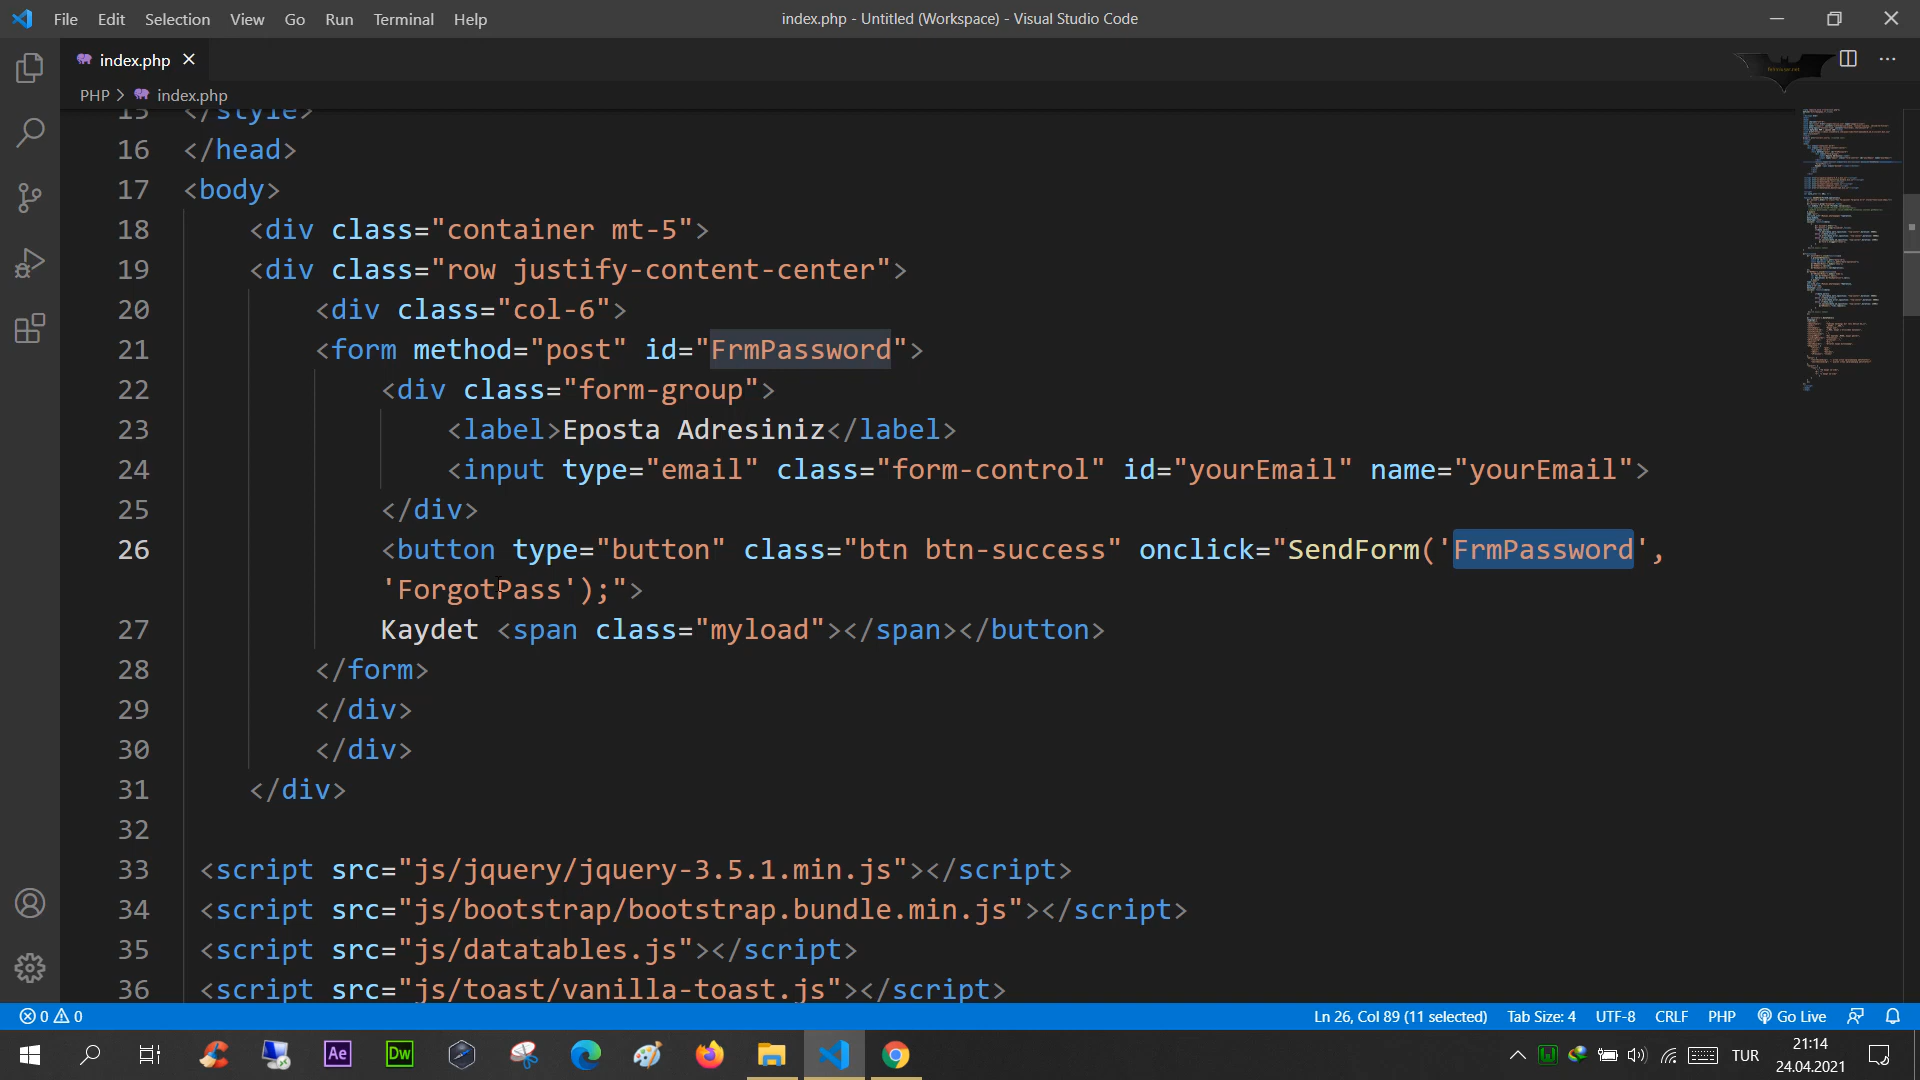 File Edit Selection View Go Run Terminal Help
index.php - Untitled (Workspace) - Visual Studio Code
index.php
PHP > index.php
15 </style>
16 </head>
17 <body>
18 <div class="container mt-5">
19 <div class="row justify-content-center">
20 <div class="col-6">
21 <form method="post" id="FrmPassword">
22 <div class="form-group">
23 <label>Eposta Adresiniz</label>
24 <input type="email" class="form-control" id="yourEmail" name="yourEmail">
25 </div>
26 <button type="button" class="btn btn-success" onclick="SendForm('FrmPassword',
'ForgotPass');">
27 Kaydet <span class="myload"></span></button>
28 </form>
29 </div>
30 </div>
31 </div>
32
33 <script src="js/jquery/jquery-3.5.1.min.js"></script>
34 <script src="js/bootstrap/bootstrap.bundle.min.js"></script>
35 <script src="js/datatables.js"></script>
36 <script src="js/toast/vanilla-toast.js"></script>
0 0
Ln 26, Col 89 (11 selected) Tab Size: 4 UTF-8 CRLF PHP Go Live
Ae Dw
TUR
21:14
24.04.2021